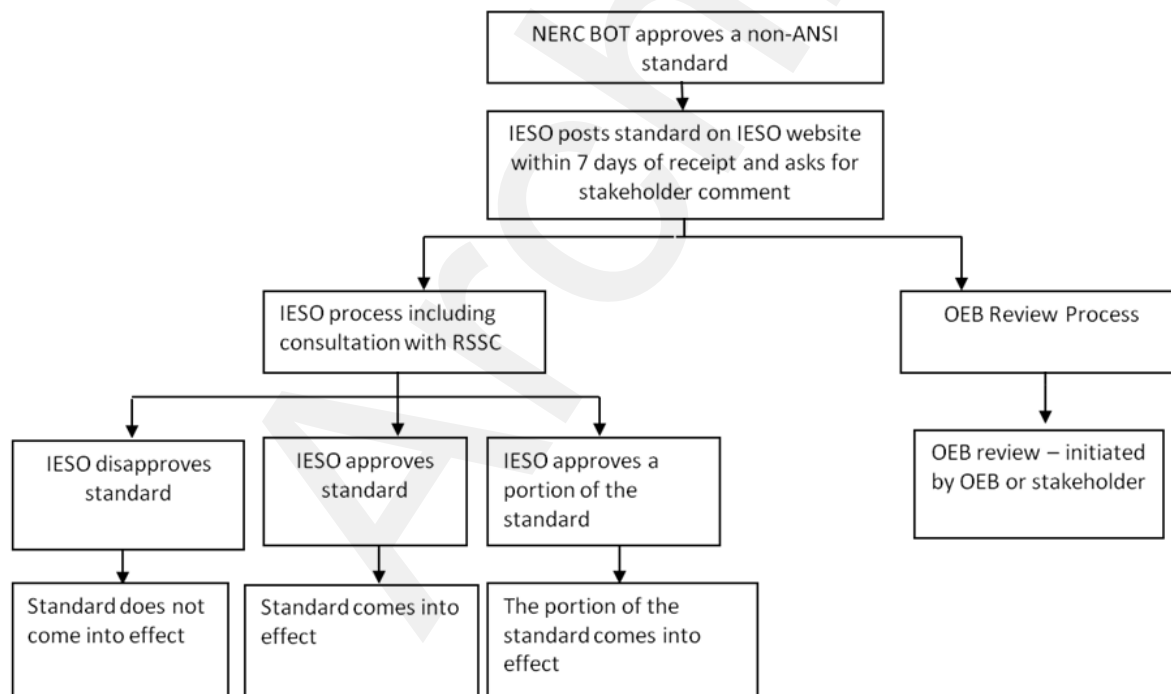 NERC BOT approves a non-ANSI
standard
IESO posts standard on IESO website
within 7 days of receipt and asks for
stakeholder comment
IESO process including
consultation with RSSC
OEB Review Process
IESO disapproves
standard
IESO approves
standard
IESO approves a
portion of the
standard
OEB review – initiated
by OEB or stakeholder
Standard does not
come into effect
Standard comes into
effect
The portion of the
standard comes into
effect
Arch